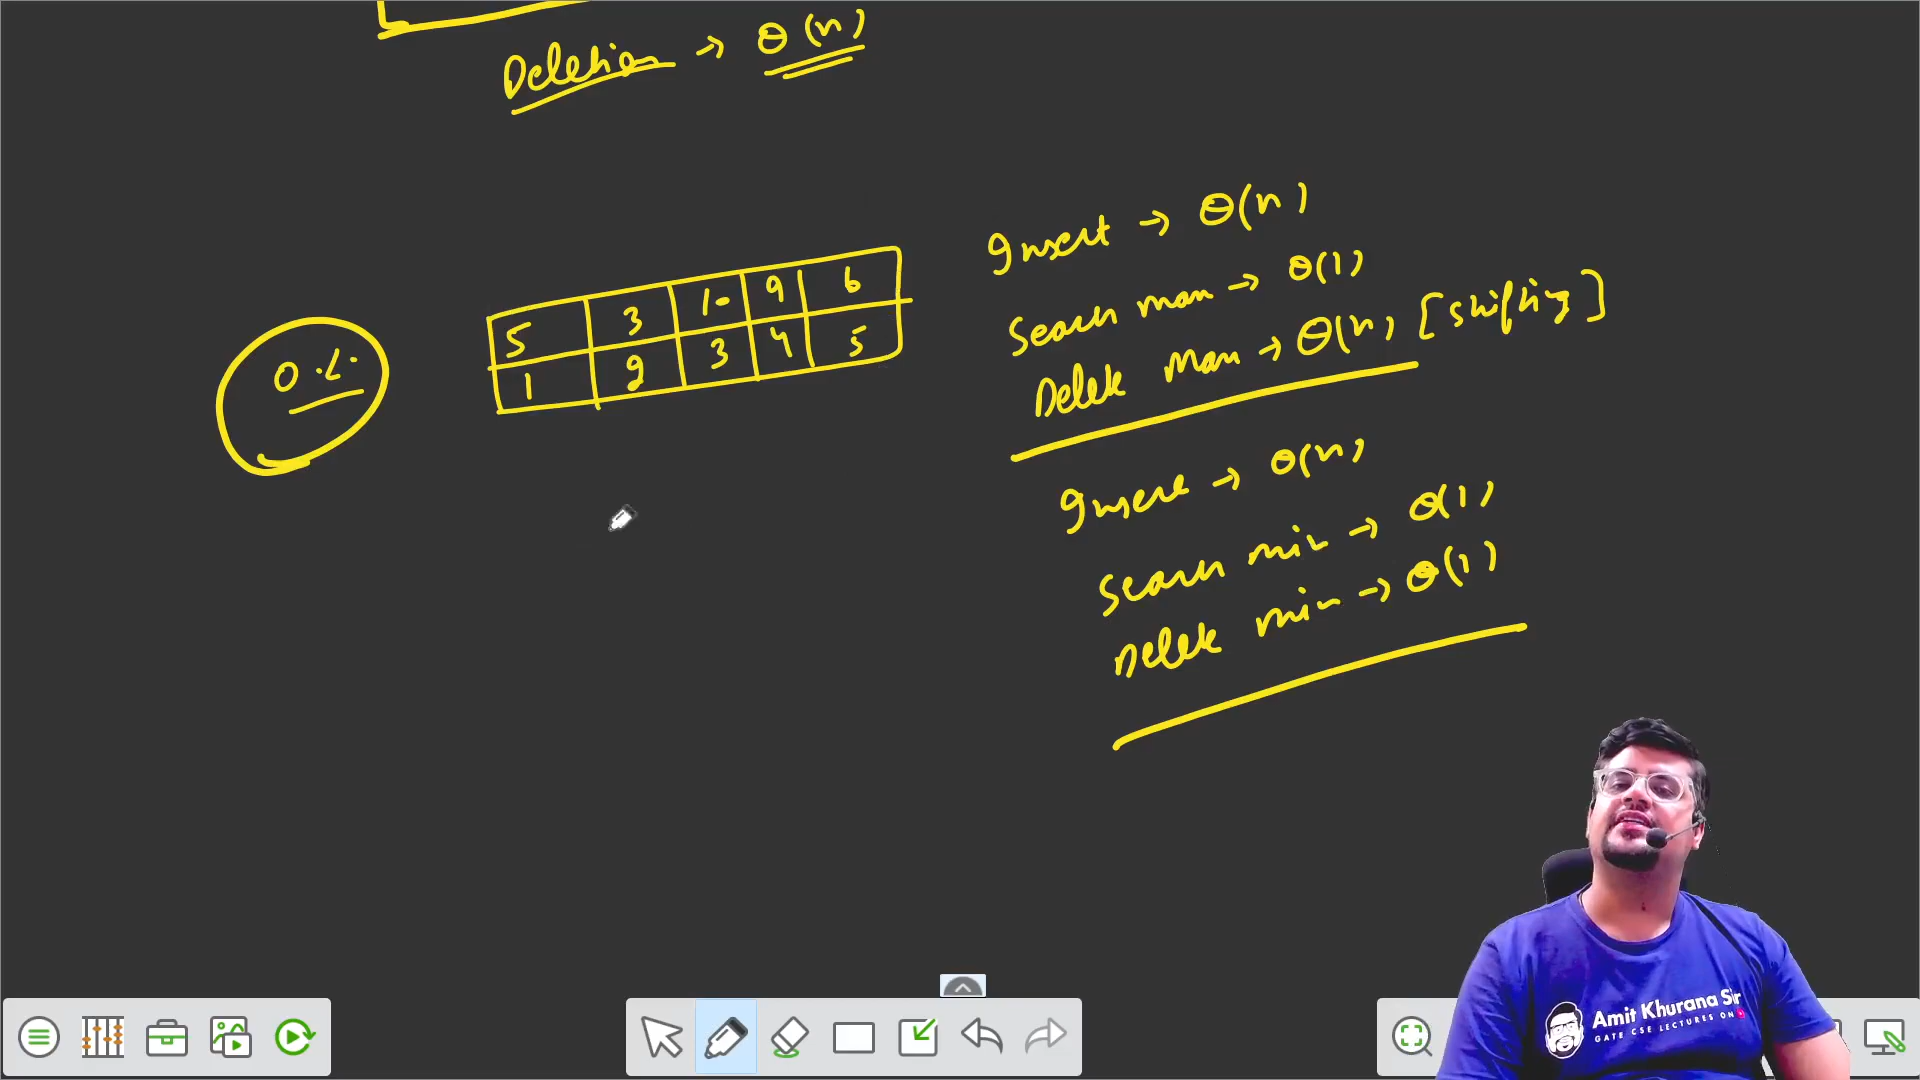 Deletion → θ(n)
Insert → θ(n)
Search max → θ(1)
Delete max → θ(n) [shifting]
O.L.
5 3 10 9 6
1 2 3 4 5
Insert → θ(n)
Search min → θ(1)
Delete min → θ(1)
Amit Khurana Sir
GATE CSE LECTURES ON